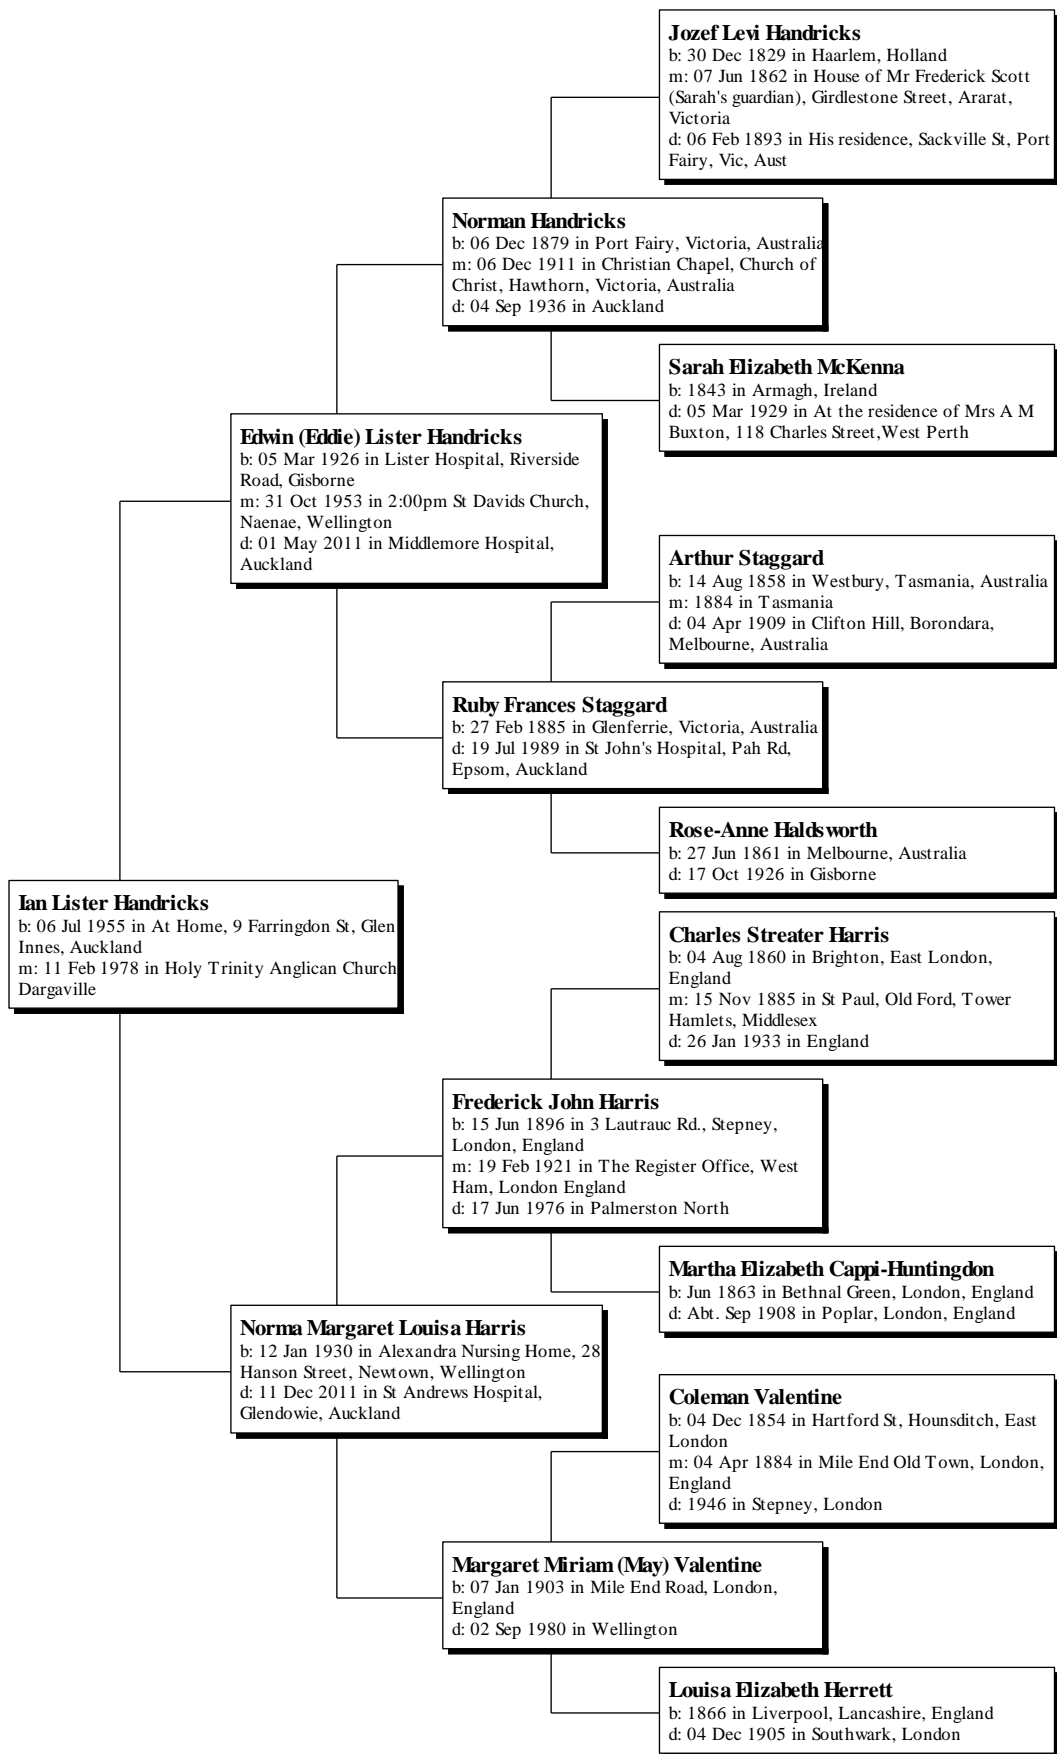 Jozef Levi Handricks
b: 30 Dec 1829 in Haarlem, Holland
m: 07 Jun 1862 in House of Mr Frederick Scott
(Sarah's guardian), Girdlestone Street, Ararat,
Victoria
d: 06 Feb 1893 in His residence, Sackville St, Port
Fairy, Vic, Aust
Norman Handricks
b: 06 Dec 1879 in Port Fairy, Victoria, Australia
m: 06 Dec 1911 in Christian Chapel, Church of
Christ, Hawthorn, Victoria, Australia
d: 04 Sep 1936 in Auckland
Sarah Elizabeth McKenna
b: 1843 in Armagh, Ireland
d: 05 Mar 1929 in At the residence of Mrs A M
Buxton, 118 Charles Street,West Perth
Edwin (Eddie) Lister Handricks
b: 05 Mar 1926 in Lister Hospital, Riverside
Road, Gisborne
m: 31 Oct 1953 in 2:00pm St Davids Church,
Naenae, Wellington
d: 01 May 2011 in Middlemore Hospital,
Auckland
Arthur Staggard
b: 14 Aug 1858 in Westbury, Tasmania, Australia
m: 1884 in Tasmania
d: 04 Apr 1909 in Clifton Hill, Borondara,
Melbourne, Australia
Ruby Frances Staggard
b: 27 Feb 1885 in Glenferrie, Victoria, Australia
d: 19 Jul 1989 in St John's Hospital, Pah Rd,
Epsom, Auckland
Rose-Anne Haldsworth
b: 27 Jun 1861 in Melbourne, Australia
d: 17 Oct 1926 in Gisborne
Ian Lister Handricks
b: 06 Jul 1955 in At Home, 9 Farringdon St, Glen
Innes, Auckland
m: 11 Feb 1978 in Holy Trinity Anglican Church
Dargaville
Charles Streater Harris
b: 04 Aug 1860 in Brighton, East London,
England
m: 15 Nov 1885 in St Paul, Old Ford, Tower
Hamlets, Middlesex
d: 26 Jan 1933 in England
Frederick John Harris
b: 15 Jun 1896 in 3 Lautrauc Rd., Stepney,
London, England
m: 19 Feb 1921 in The Register Office, West
Ham, London England
d: 17 Jun 1976 in Palmerston North
Martha Elizabeth Cappi-Huntingdon
b: Jun 1863 in Bethnal Green, London, England
d: Abt. Sep 1908 in Poplar, London, England
Norma Margaret Louisa Harris
b: 12 Jan 1930 in Alexandra Nursing Home, 28
Hanson Street, Newtown, Wellington
d: 11 Dec 2011 in St Andrews Hospital,
Glendowie, Auckland
Coleman Valentine
b: 04 Dec 1854 in Hartford St, Hounsditch, East
London
m: 04 Apr 1884 in Mile End Old Town, London,
England
d: 1946 in Stepney, London
Margaret Miriam (May) Valentine
b: 07 Jan 1903 in Mile End Road, London,
England
d: 02 Sep 1980 in Wellington
Louisa Elizabeth Herrett
b: 1866 in Liverpool, Lancashire, England
d: 04 Dec 1905 in Southwark, London